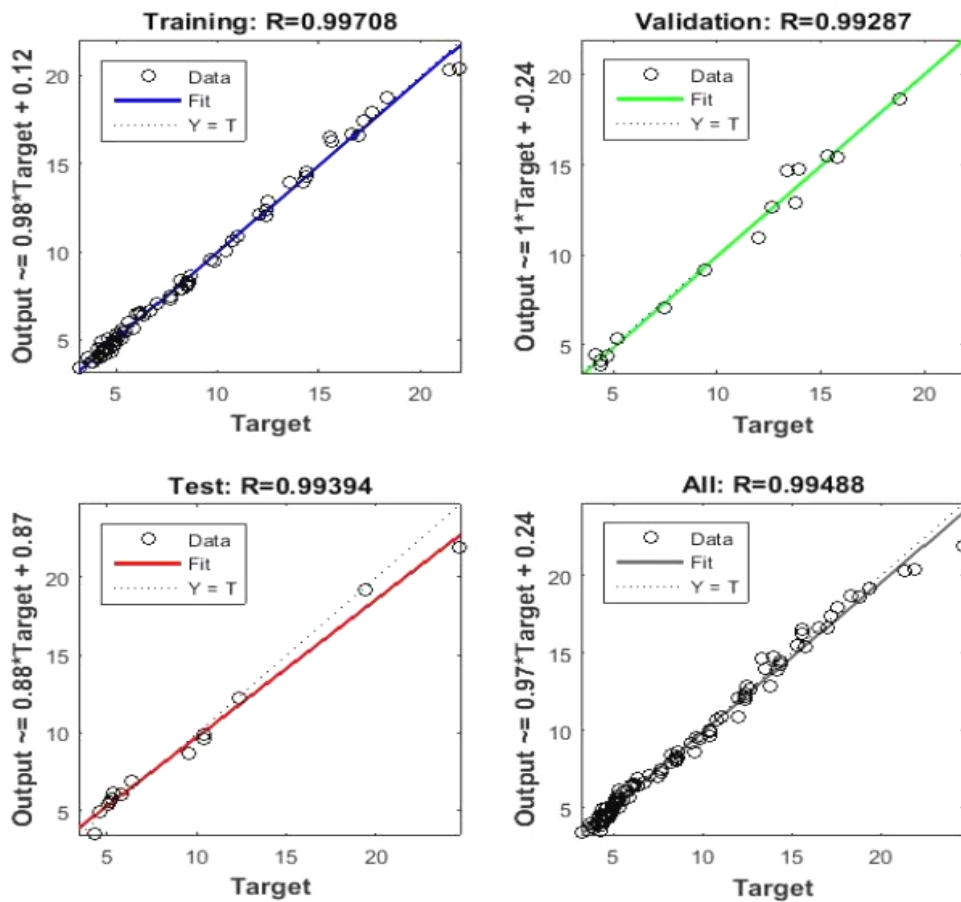 Training: R=0.99708
Output ~= 0.98*Target + 0.12
Data
Fit
Y = T
20
15
10
5
5 10 15 20
Target
Validation: R=0.99287
Output ~= 1*Target + -0.24
Data
Fit
Y = T
20
15
10
5
5 10 15 20
Target
Test: R=0.99394
Output ~= 0.88*Target + 0.87
Data
Fit
Y = T
20
15
10
5
5 10 15 20
Target
All: R=0.99488
Output ~= 0.97*Target + 0.24
Data
Fit
Y = T
20
15
10
5
5 10 15 20
Target